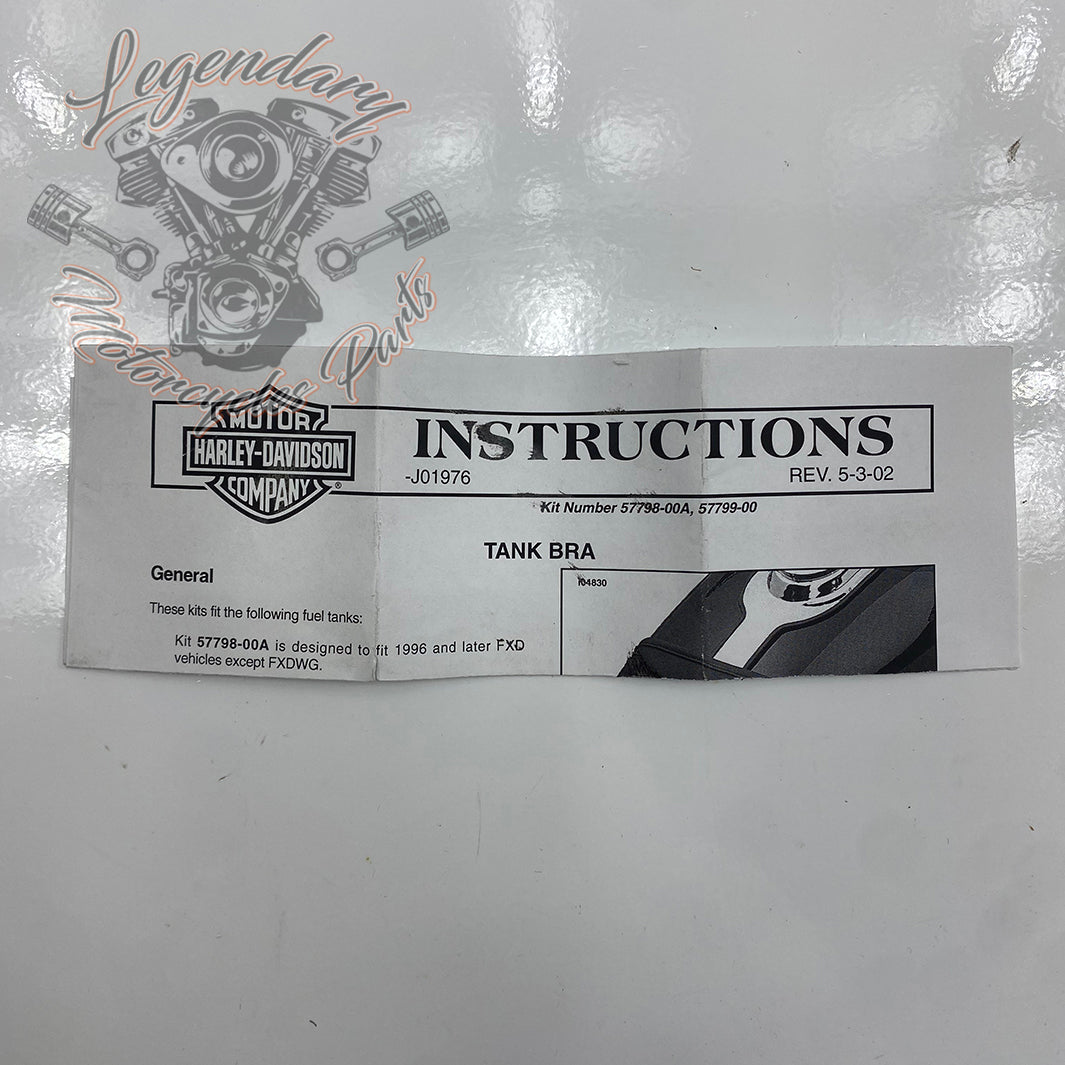 Legendary
Motorcycles Parts
MOTOR
HARLEY-DAVIDSON
COMPANY
®
INSTRUCTIONS
-J01976
REV. 5-3-02
Kit Number 57798-00A, 57799-00
TANK BRA
General
These kits fit the following fuel tanks:
Kit 57798-00A is designed to fit 1996 and later FXD
vehicles except FXDWG.
i04830